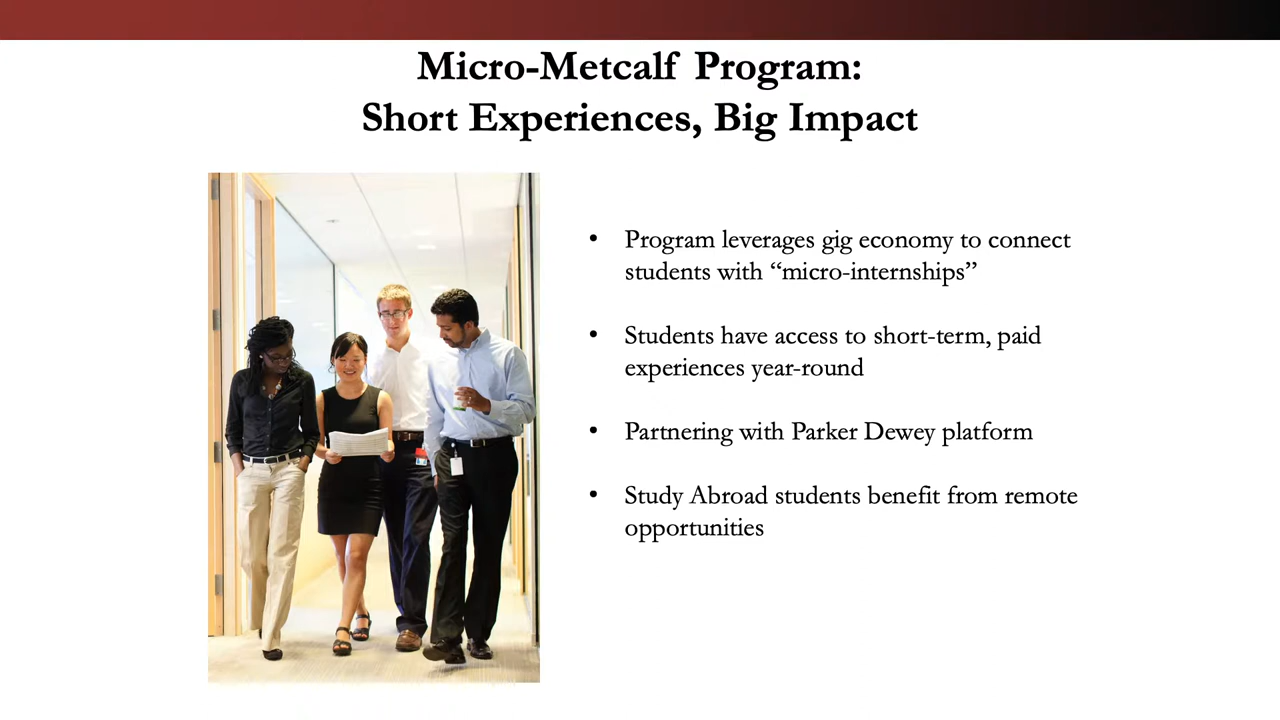 Micro-Metcalf Program:
Short Experiences, Big Impact
• Program leverages gig economy to connect
students with “micro-internships”
• Students have access to short-term, paid
experiences year-round
• Partnering with Parker Dewey platform
• Study Abroad students benefit from remote
opportunities